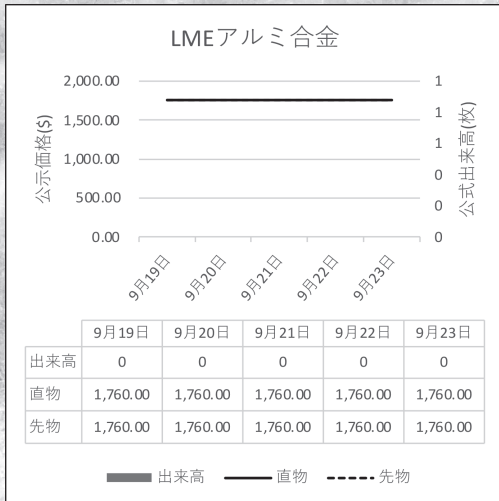 LMEアルミ合金
公示価格($)
2,000.00
1,500.00
1,000.00
500.00
0.00
公式出来高(枚)
1
1
1
0
0
0
9月19日
9月20日
9月21日
9月22日
9月23日
9月19日 9月20日 9月21日 9月22日 9月23日
出来高 0 0 0 0 0
直物 1,760.00 1,760.00 1,760.00 1,760.00 1,760.00
先物 1,760.00 1,760.00 1,760.00 1,760.00 1,760.00
出来高 直物 先物